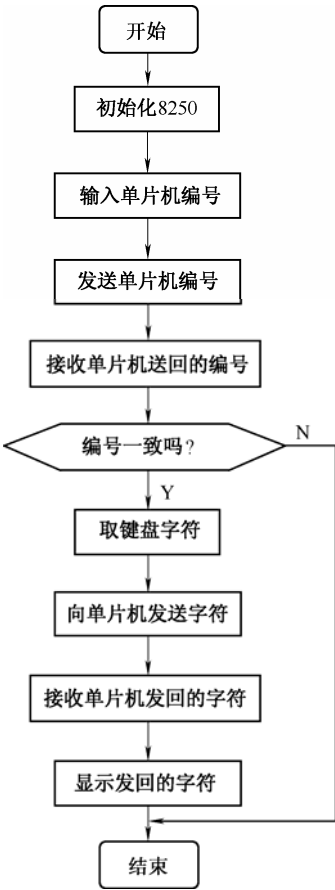 开始
初始化8250
输入单片机编号
发送单片机编号
接收单片机送回的编号
编号一致吗?
N
Y
取键盘字符
向单片机发送字符
接收单片机发回的字符
显示发回的字符
结束